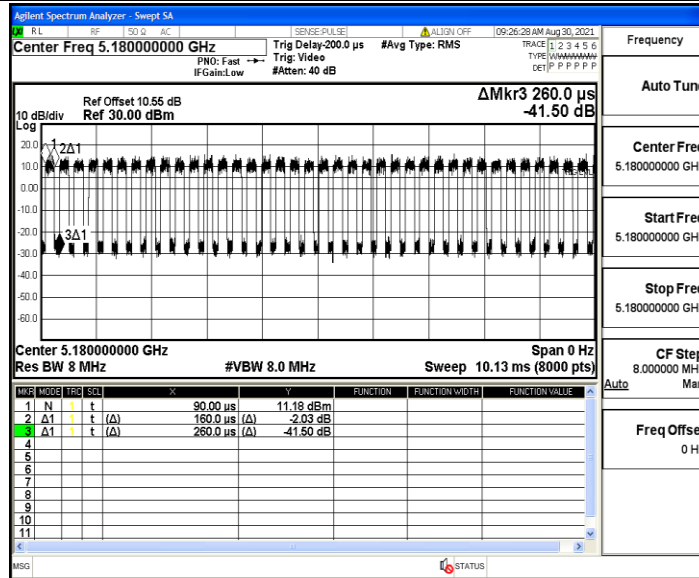 Agilent Spectrum Analyzer - Swept SA
RL RF 50 Ω AC SENSE:PULSE ALIGN OFF 09:26:28 AM Aug 30, 2021
Center Freq 5.180000000 GHz
PNO: Fast
IFGain:Low
Trig Delay-200.0 µs
Trig: Video
#Atten: 40 dB
#Avg Type: RMS
TRACE 1 2 3 4 5 6
TYPE WWWWWW
DET P P P P P P
Frequency
Auto Tune
Center Freq
5.180000000 GH
Start Freq
5.180000000 GH
Stop Freq
5.180000000 GH
CF Step
8.000000 MH
Auto Man
Freq Offse
0 H
ΔMkr3 260.0 µs
-41.50 dB
Ref Offset 10.55 dB
10 dB/div Ref 30.00 dBm
Log
20.0
10.0
0.00
-10.0
-20.0
-30.0
-40.0
-50.0
-60.0
1
2Δ1
3Δ1
Center 5.180000000 GHz Span 0 Hz
Res BW 8 MHz #VBW 8.0 MHz Sweep 10.13 ms (8000 pts)
MKR MODE TRC SCL X Y FUNCTION FUNCTION WIDTH FUNCTION VALUE
1 N 1 t 90.00 µs 11.18 dBm
2 Δ1 1 t (Δ) 160.0 µs (Δ) -2.03 dB
3 Δ1 1 t (Δ) 260.0 µs (Δ) -41.50 dB
4
5
6
7
8
9
10
11
MSG STATUS